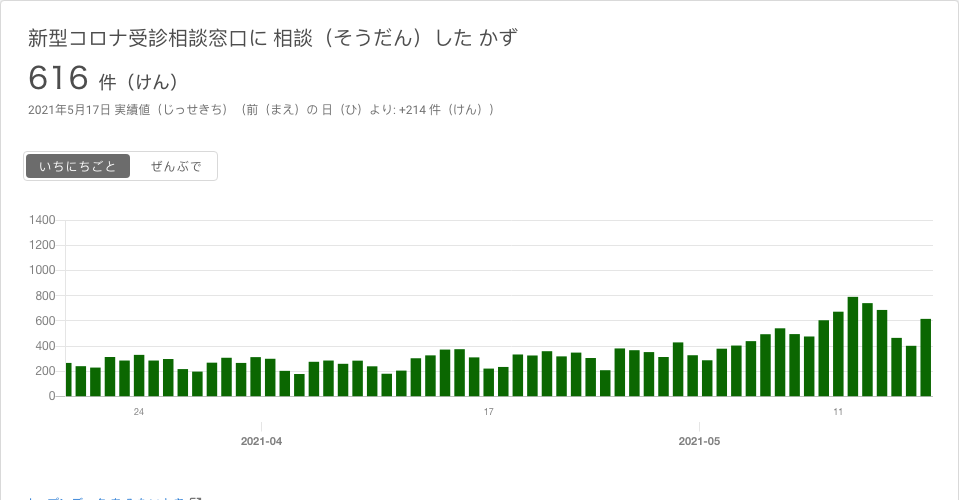 新型コロナ受診相談窓口に 相談（そうだん）した かず
616 件（けん）
2021年5月17日 実績値（じっせきち）（前（まえ）の 日（ひ）より: +214 件（けん））
いちにちごと ぜんぶで
1400
1200
1000
800
600
400
200
0
24 17 11
2021-04 2021-05